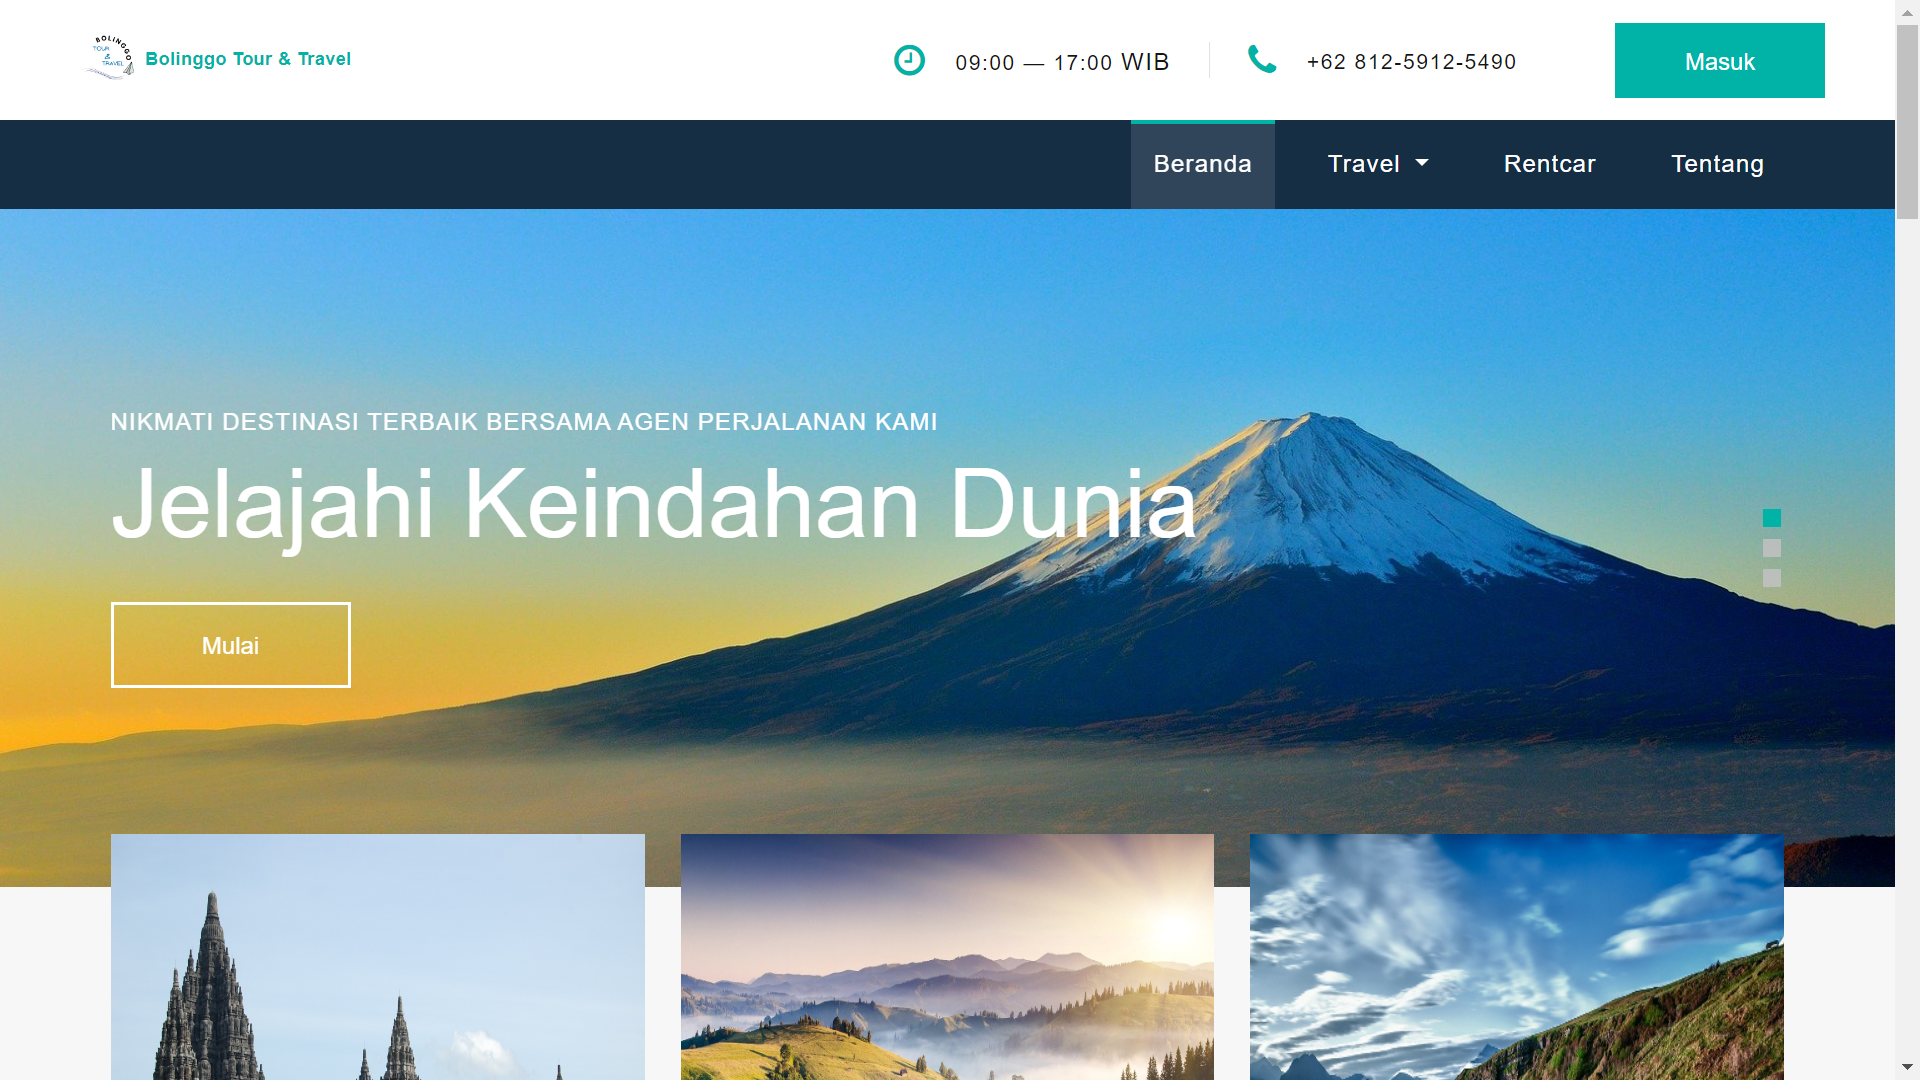 BOLINGGO
TOUR
&
TRAVEL
Bolinggo Tour & Travel
09:00 — 17:00 WIB
+62 812-5912-5490
Masuk
Beranda
Travel
Rentcar
Tentang
NIKMATI DESTINASI TERBAIK BERSAMA AGEN PERJALANAN KAMI
Jelajahi Keindahan Dunia
Mulai